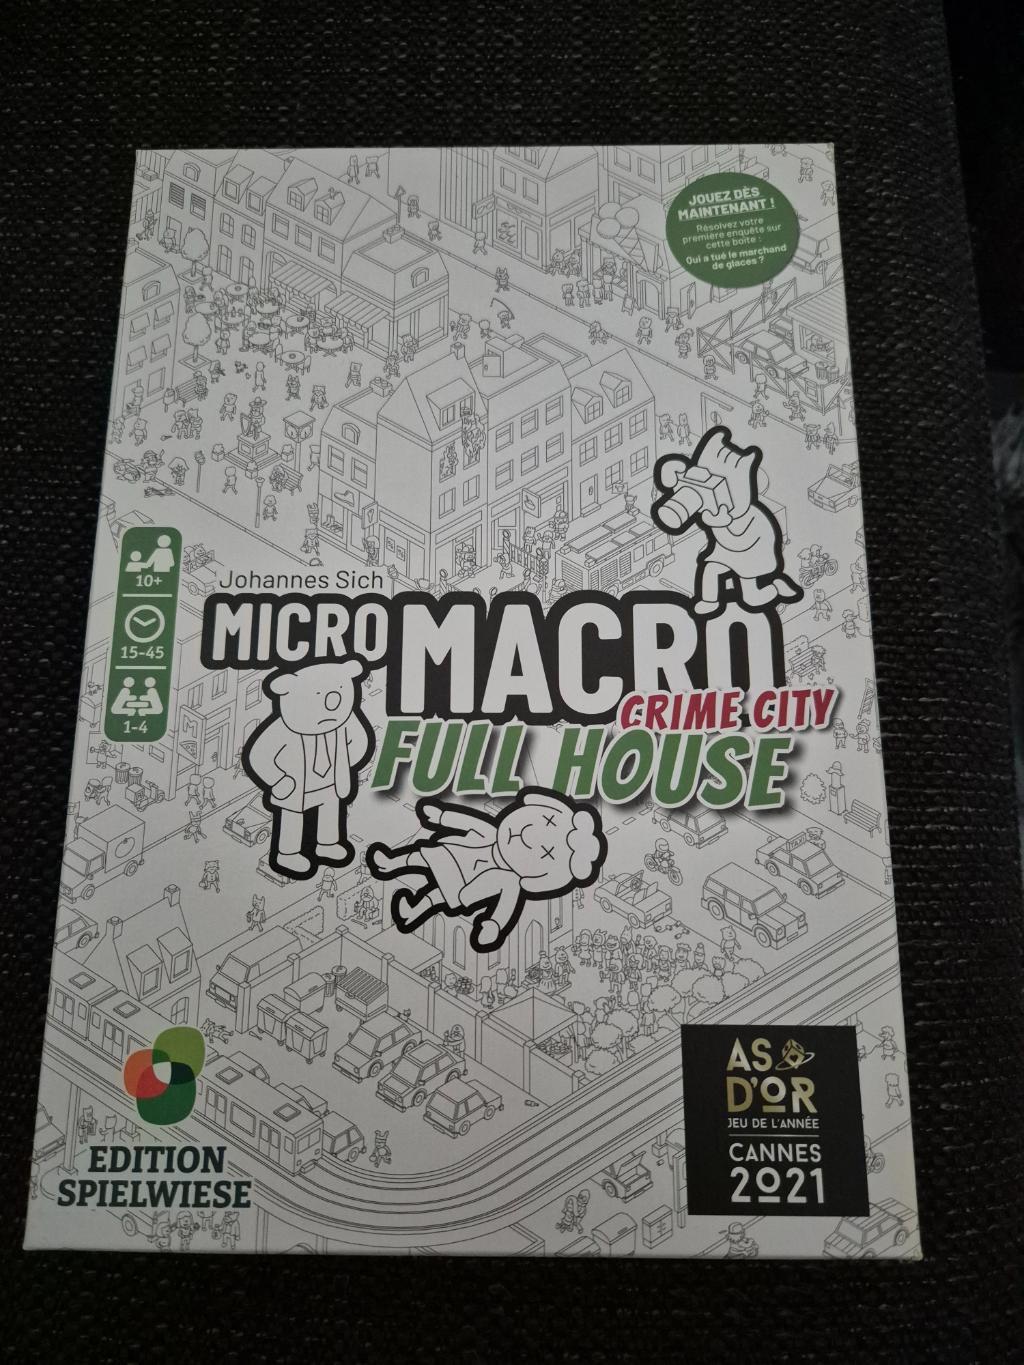 JOUEZ DÈS
MAINTENANT !
Résolvez votre
première enquête sur
cette boîte :
Qui a tué le marchand
de glaces ?
10+
15-45
1-4
Johannes Sich
MICRO MACRO
CRIME CITY
FULL HOUSE
EDITION
SPIELWIESE
AS
D'OR
JEU DE L'ANNÉE
CANNES
2021